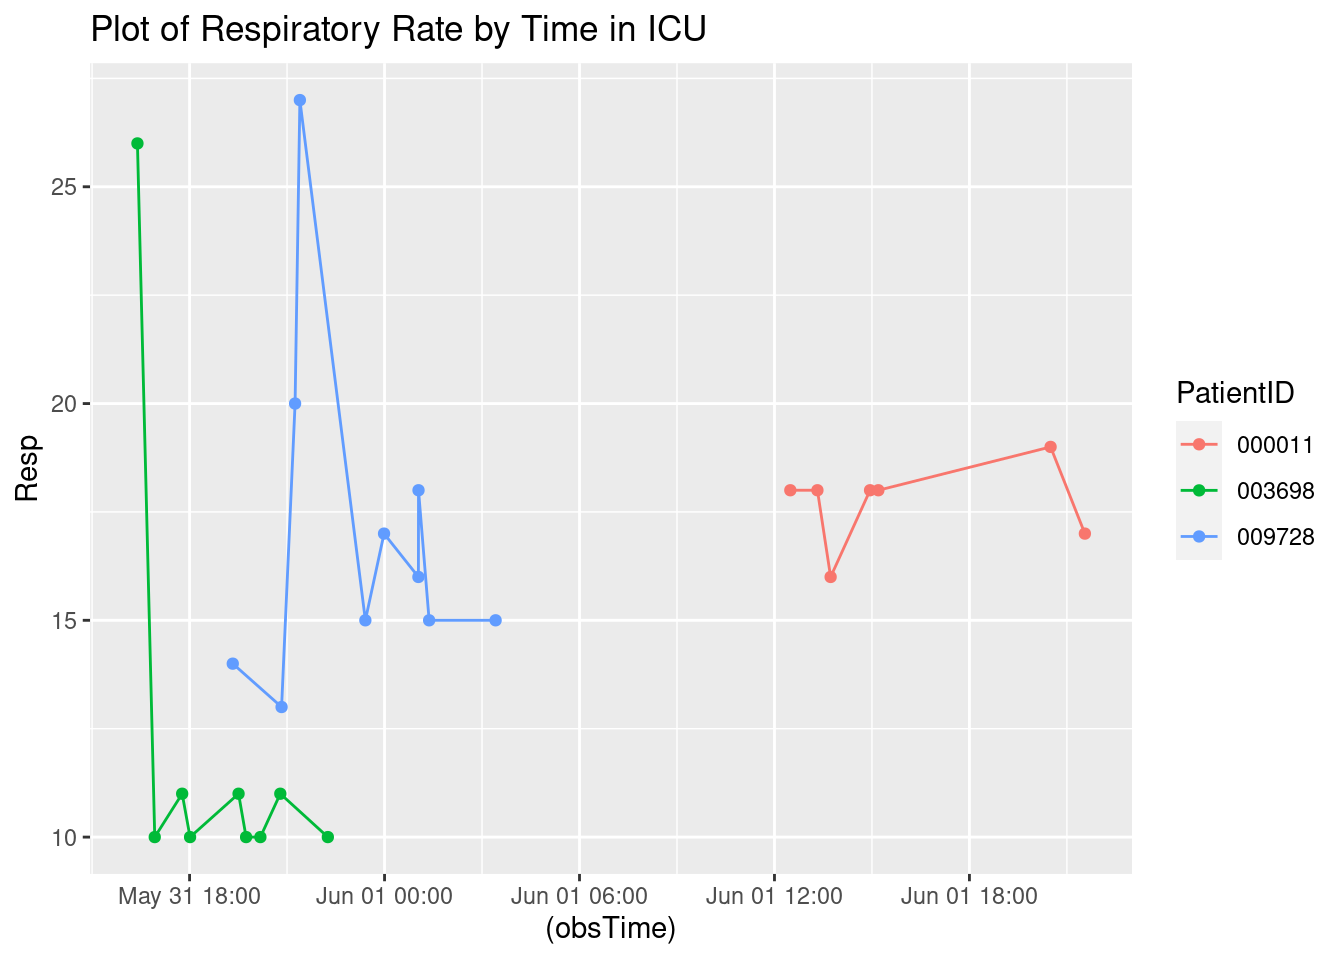 Plot of Respiratory Rate by Time in ICU
25
20
15
10
Resp
May 31 18:00 Jun 01 00:00 Jun 01 06:00 Jun 01 12:00 Jun 01 18:00
(obsTime)
PatientID
000011
003698
009728